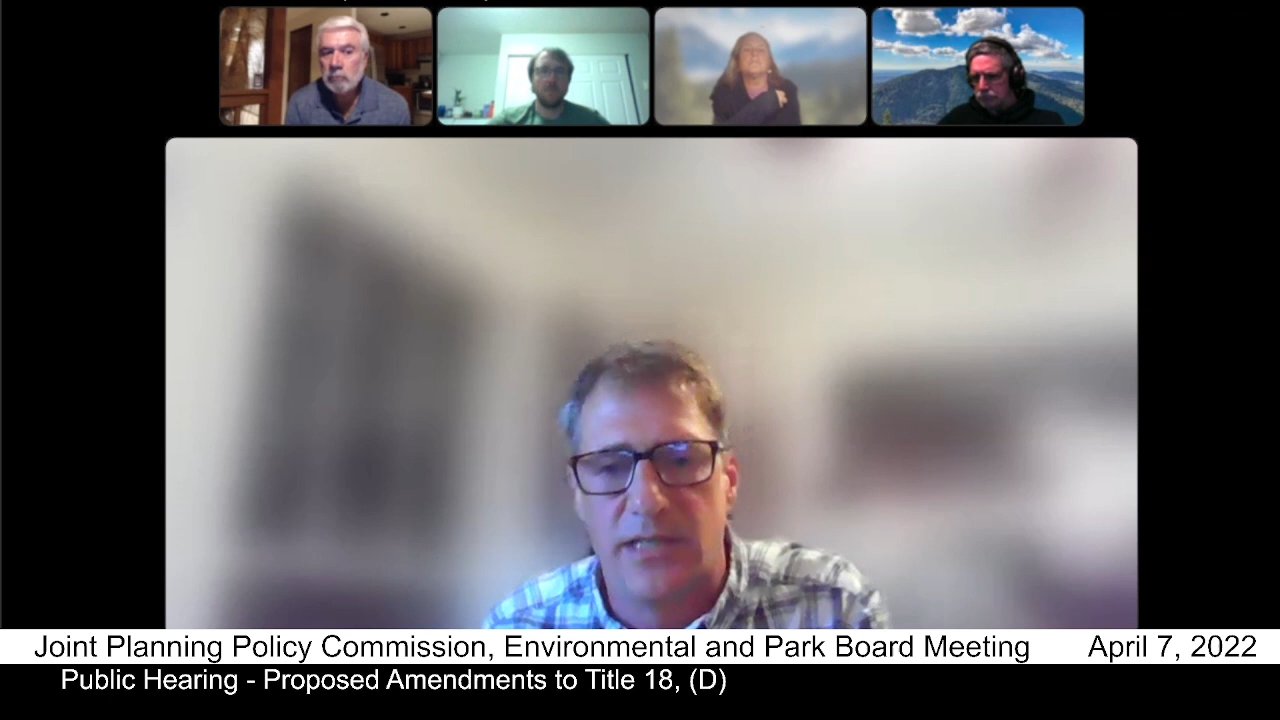 Joint Planning Policy Commission, Environmental and Park Board Meeting April 7, 2022
Public Hearing - Proposed Amendments to Title 18, (D)